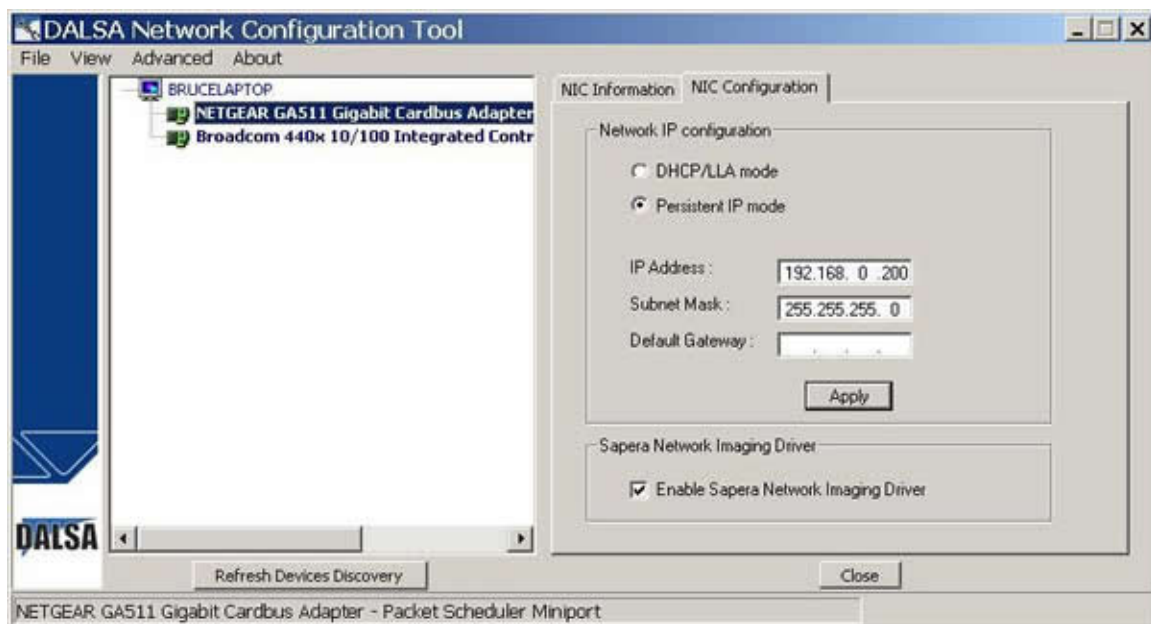 DALSA Network Configuration Tool
File View Advanced About
BRUCELAPTOP
NETGEAR GA511 Gigabit Cardbus Adapter
Broadcom 440x 10/100 Integrated Contr
NIC Information NIC Configuration
Network IP configuration
DHCP/LLA mode
Persistent IP mode
IP Address : 192.168. 0 .200
Subnet Mask : 255.255.255. 0
Default Gateway : . . .
Apply
Sapera Network Imaging Driver
Enable Sapera Network Imaging Driver
DALSA
Refresh Devices Discovery
Close
NETGEAR GA511 Gigabit Cardbus Adapter - Packet Scheduler Miniport